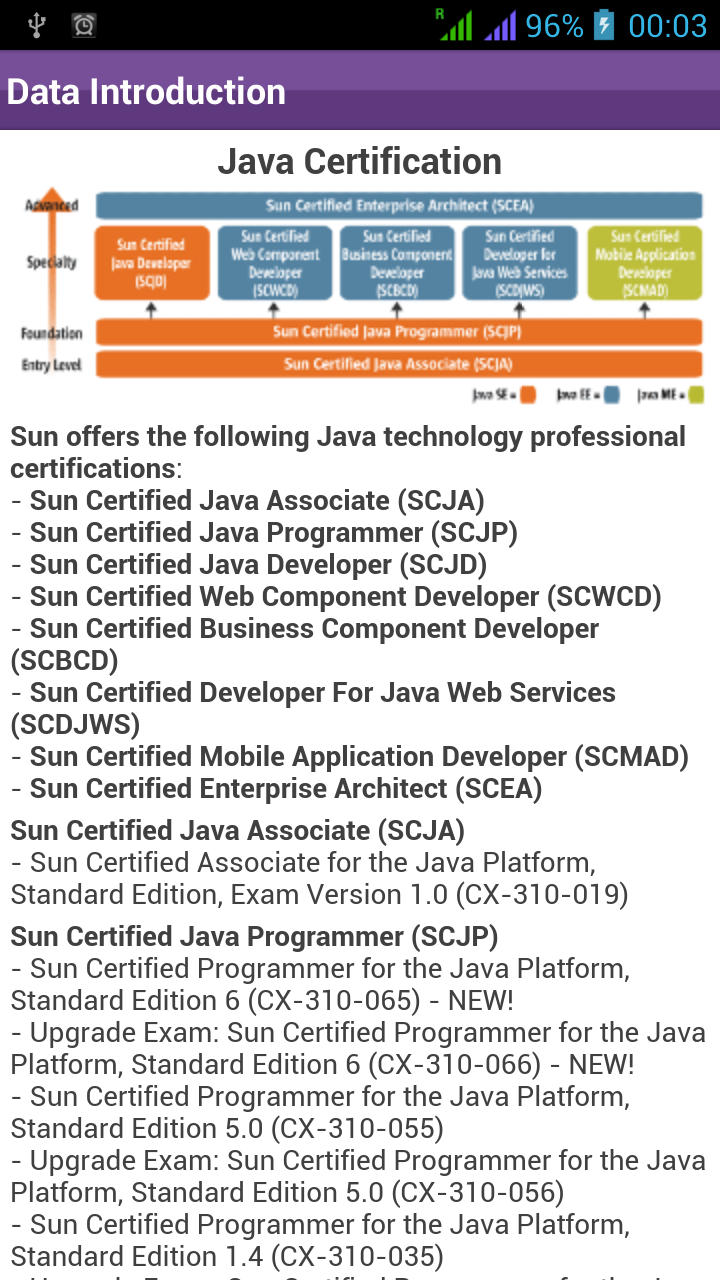 R 96% 00:03
Data Introduction
Java Certification
Advanced
Sun Certified Enterprise Architect (SCEA)
Specialty
Sun Certified
Java Developer
(SCJD)
Sun Certified
Web Component
Developer
(SCWCD)
Sun Certified
Business Component
Developer
(SCBCD)
Sun Certified
Developer for
Java Web Services
(SCDJWS)
Sun Certified
Mobile Application
Developer
(SCMAD)
Foundation
Sun Certified Java Programmer (SCJP)
Entry Level
Sun Certified Java Associate (SCJA)
Java SE = Java EE = Java ME =
Sun offers the following Java technology professional
certifications:
- Sun Certified Java Associate (SCJA)
- Sun Certified Java Programmer (SCJP)
- Sun Certified Java Developer (SCJD)
- Sun Certified Web Component Developer (SCWCD)
- Sun Certified Business Component Developer
(SCBCD)
- Sun Certified Developer For Java Web Services
(SCDJWS)
- Sun Certified Mobile Application Developer (SCMAD)
- Sun Certified Enterprise Architect (SCEA)
Sun Certified Java Associate (SCJA)
- Sun Certified Associate for the Java Platform,
Standard Edition, Exam Version 1.0 (CX-310-019)
Sun Certified Java Programmer (SCJP)
- Sun Certified Programmer for the Java Platform,
Standard Edition 6 (CX-310-065) - NEW!
- Upgrade Exam: Sun Certified Programmer for the Java
Platform, Standard Edition 6 (CX-310-066) - NEW!
- Sun Certified Programmer for the Java Platform,
Standard Edition 5.0 (CX-310-055)
- Upgrade Exam: Sun Certified Programmer for the Java
Platform, Standard Edition 5.0 (CX-310-056)
- Sun Certified Programmer for the Java Platform,
Standard Edition 1.4 (CX-310-035)